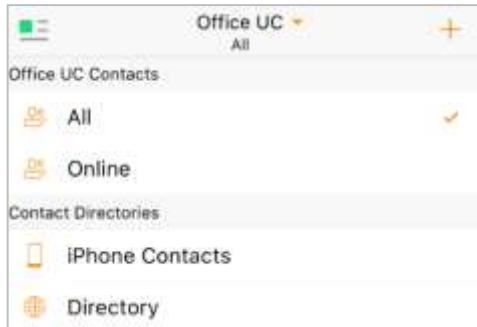 Office UC
All
Office UC Contacts
All
Online
Contact Directories
iPhone Contacts
Directory